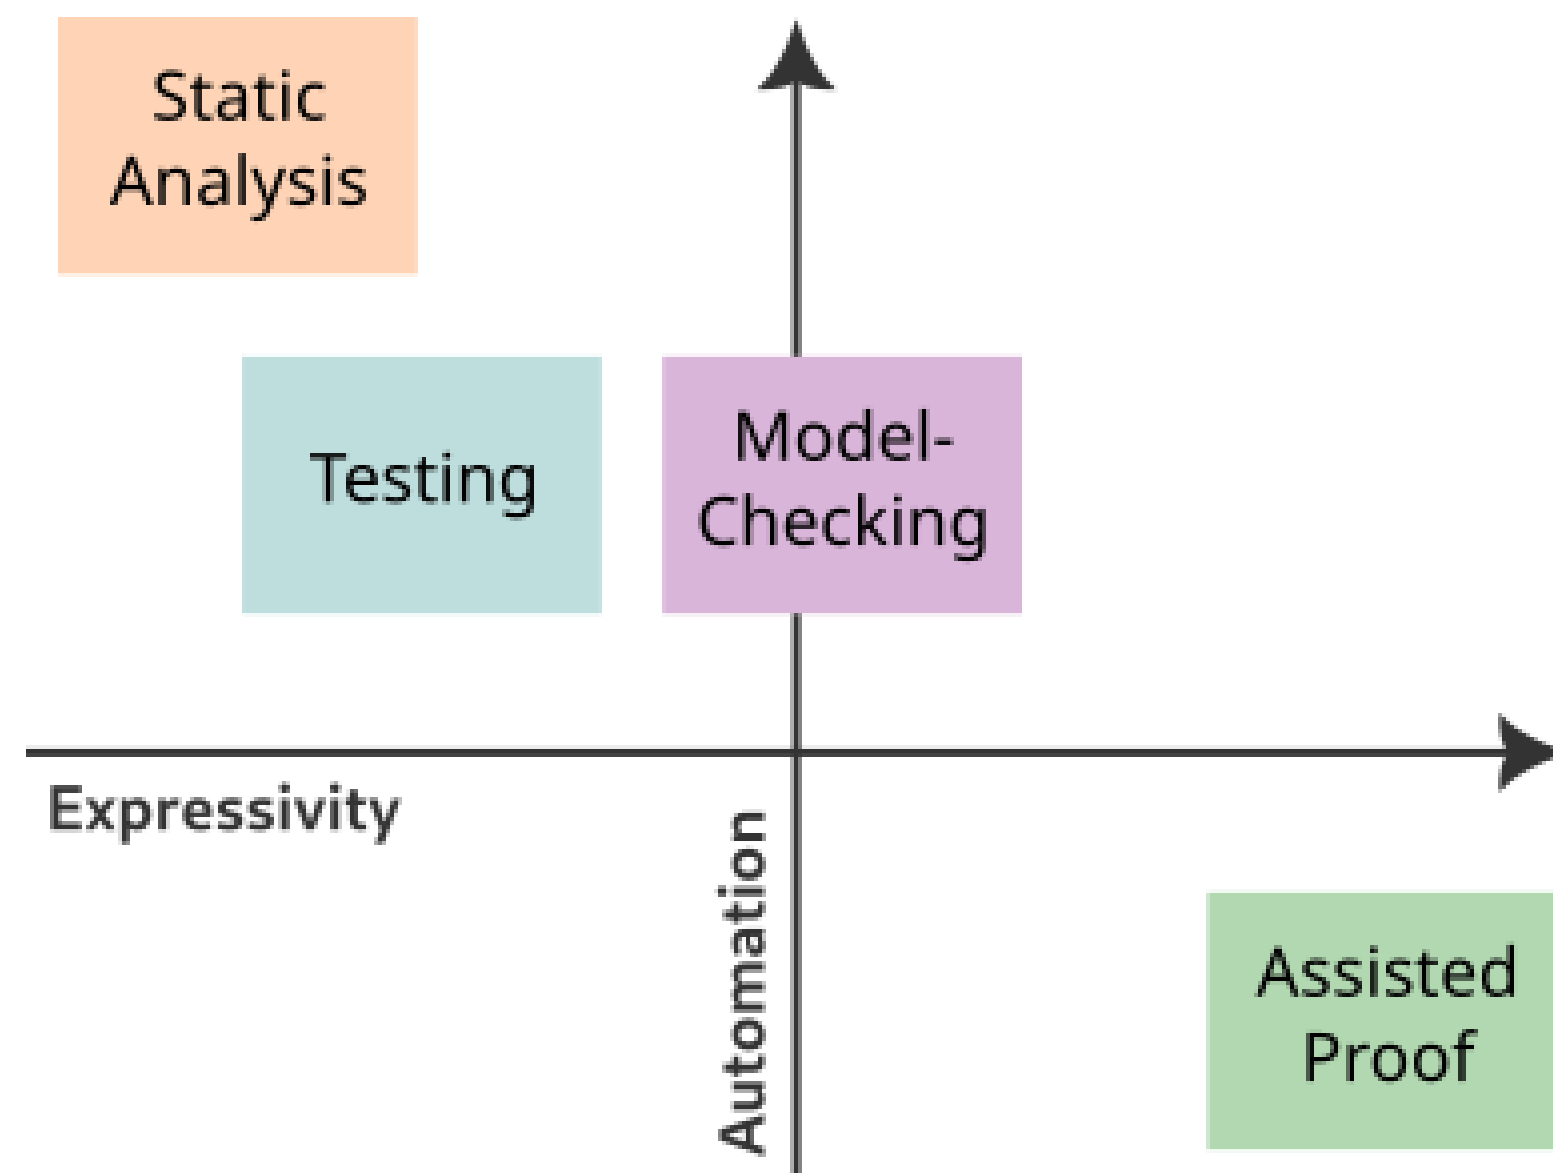 Static
Analysis
Testing
Model-
Checking
Expressivity
Automation
Assisted
Proof